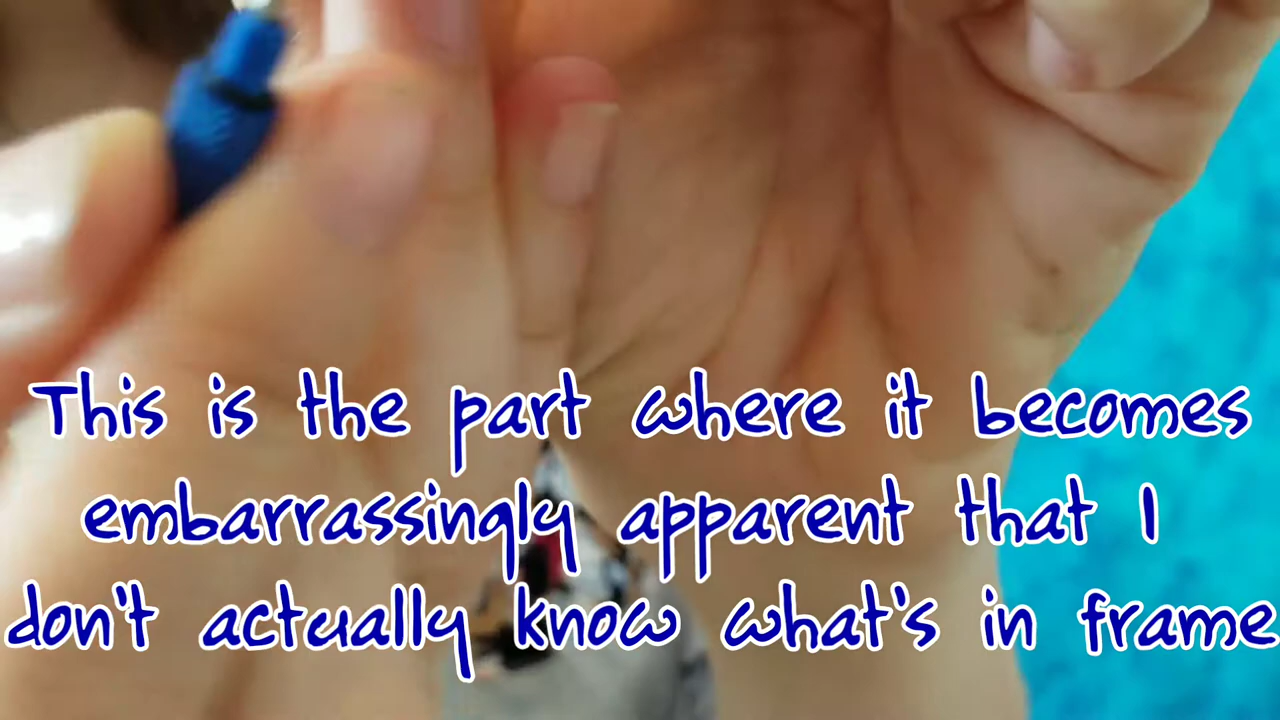 This is the part where it becomes
embarrassingly apparent that I
don't actually know what's in frame